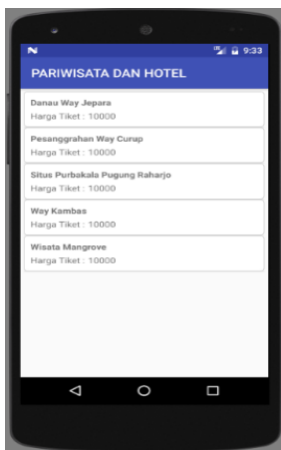 9:33
PARIWISATA DAN HOTEL
Danau Way Jepara
Harga Tiket : 10000
Pesanggrahan Way Curup
Harga Tiket : 10000
Situs Purbakala Pugung Raharjo
Harga Tiket : 10000
Way Kambas
Harga Tiket : 10000
Wisata Mangrove
Harga Tiket : 10000